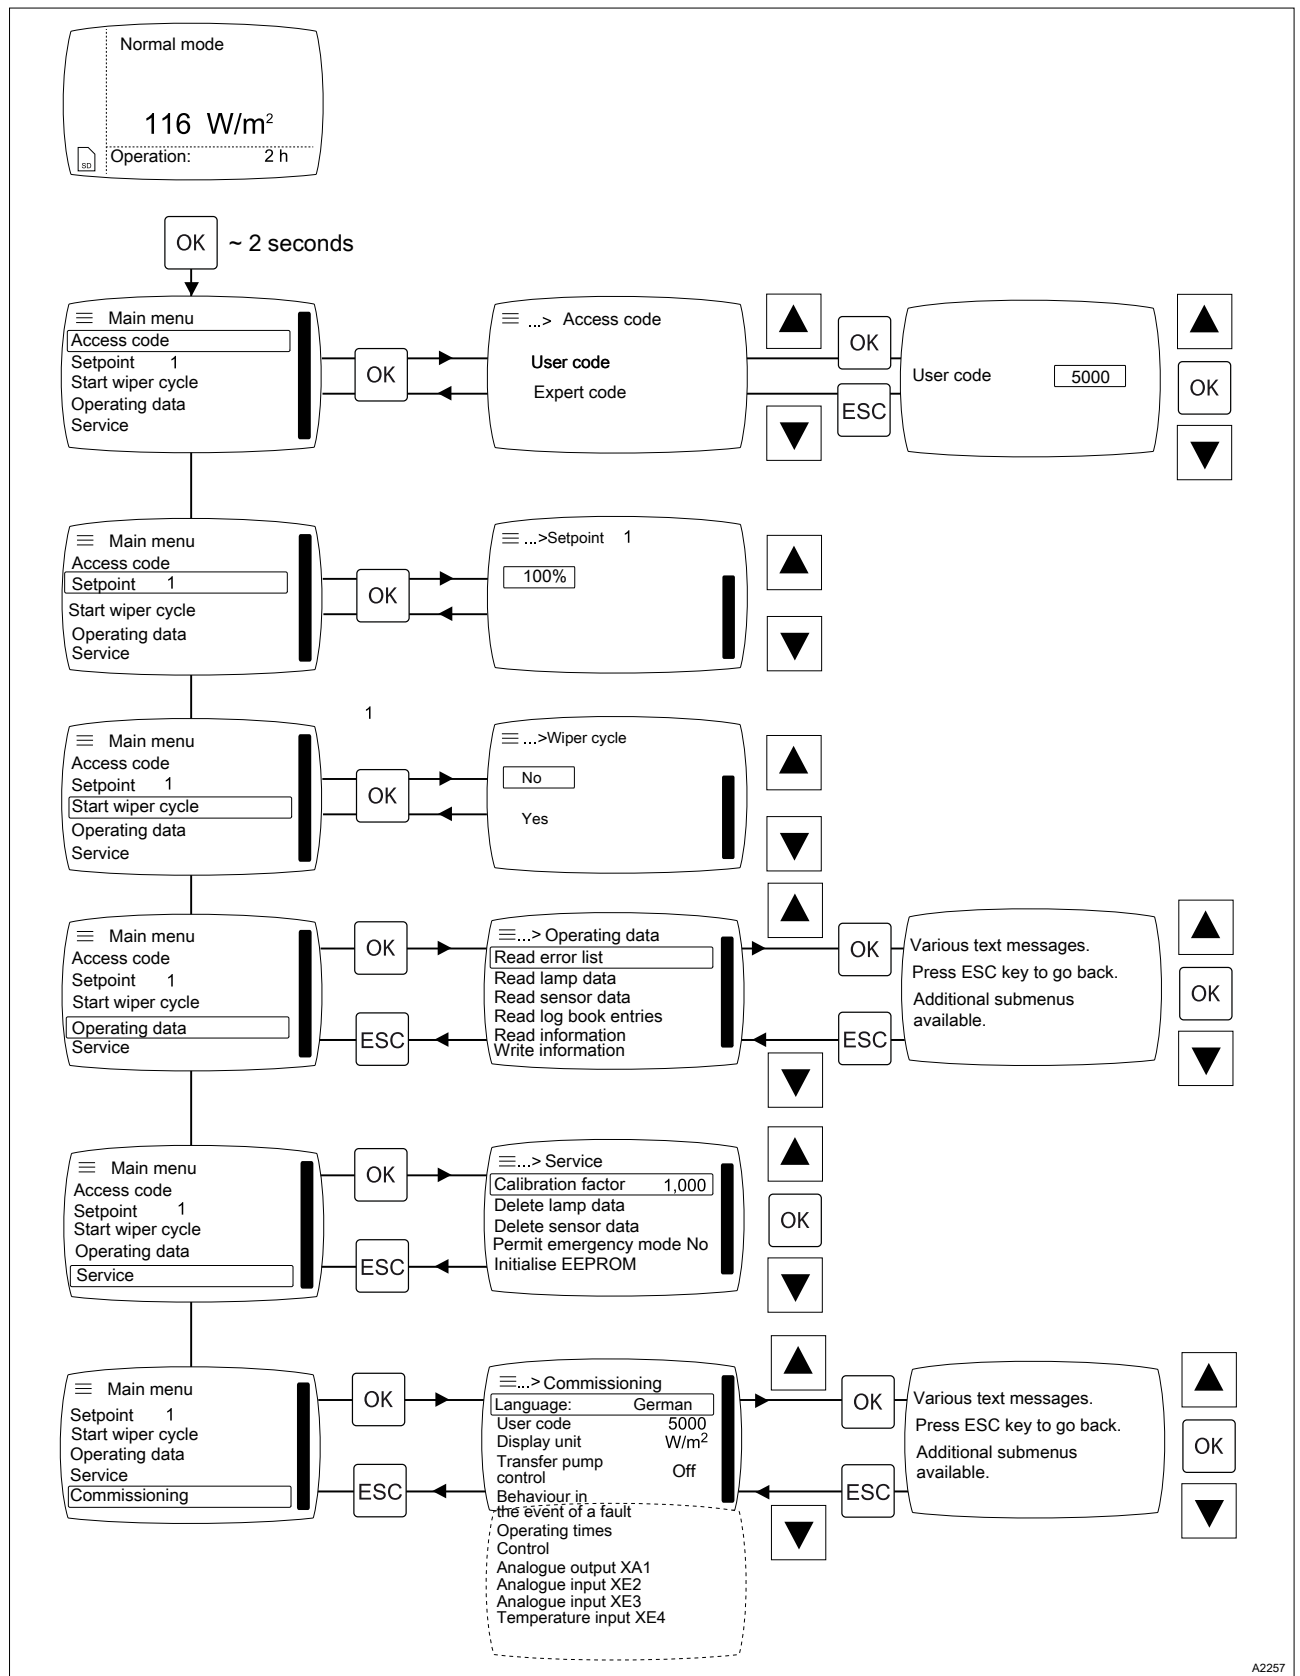 Normal mode
116 W/m²
SD
Operation: 2 h
OK ~ 2 seconds
Main menu
Access code
Setpoint 1
Start wiper cycle
Operating data
Service
OK
...> Access code
User code
Expert code
OK
ESC
User code 5000
OK
Main menu
Access code
Setpoint 1
Start wiper cycle
Operating data
Service
OK
...>Setpoint 1
100%
1
Main menu
Access code
Setpoint 1
Start wiper cycle
Operating data
Service
OK
...>Wiper cycle
No
Yes
Main menu
Access code
Setpoint 1
Start wiper cycle
Operating data
Service
OK
ESC
...> Operating data
Read error list
Read lamp data
Read sensor data
Read log book entries
Read information
Write information
OK
ESC
Various text messages.
Press ESC key to go back.
Additional submenus
available.
OK
Main menu
Access code
Setpoint 1
Start wiper cycle
Operating data
Service
OK
ESC
...> Service
Calibration factor 1,000
Delete lamp data
Delete sensor data
Permit emergency mode No
Initialise EEPROM
OK
Main menu
Setpoint 1
Start wiper cycle
Operating data
Service
Commissioning
OK
ESC
...> Commissioning
Language: German
User code 5000
Display unit W/m²
Transfer pump
control Off
Behaviour in
the event of a fault
Operating times
Control
Analogue output XA1
Analogue input XE2
Analogue input XE3
Temperature input XE4
OK
ESC
Various text messages.
Press ESC key to go back.
Additional submenus
available.
OK
A2257